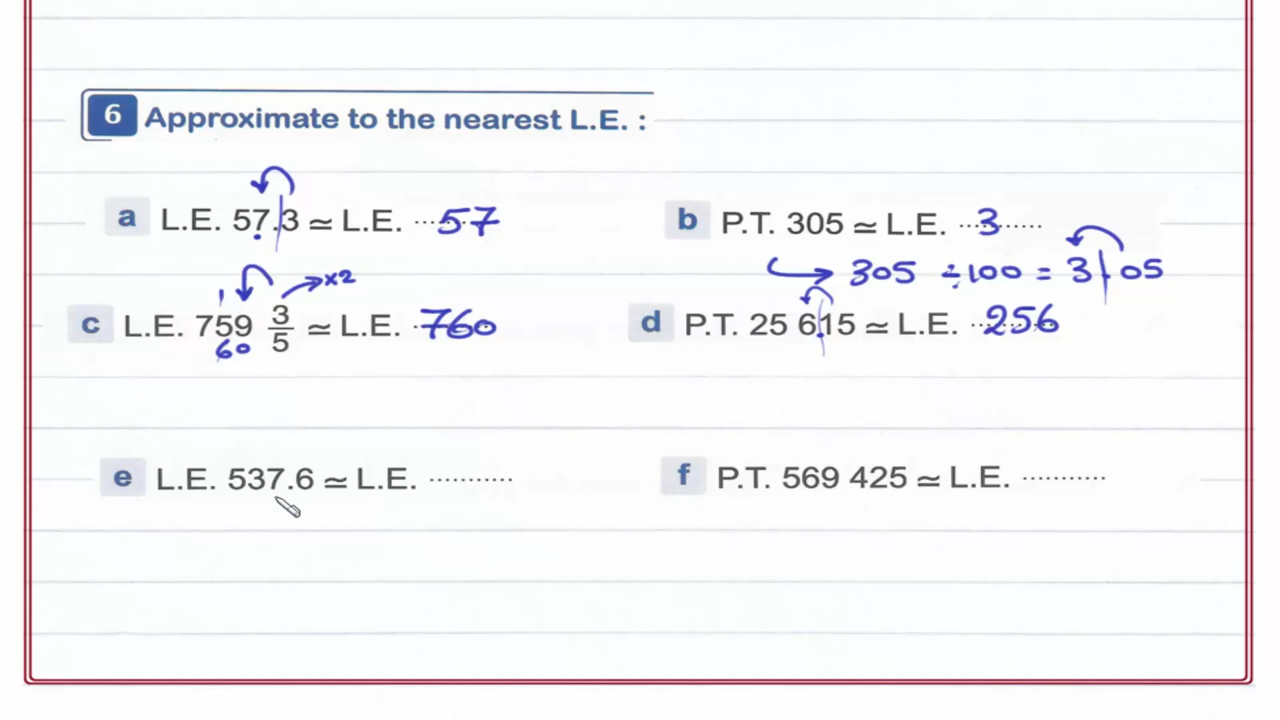 6 Approximate to the nearest L.E. :
a L.E. 57.3 ≃ L.E. ......57
b P.T. 305 ≃ L.E. ...3.......
305 ÷ 100 = 3.05
c L.E. 759 3/5 ≃ L.E. 760
1
×2
60
d P.T. 25 615 ≃ L.E. ..256
e L.E. 537.6 ≃ L.E. ............
f P.T. 569 425 ≃ L.E. ............